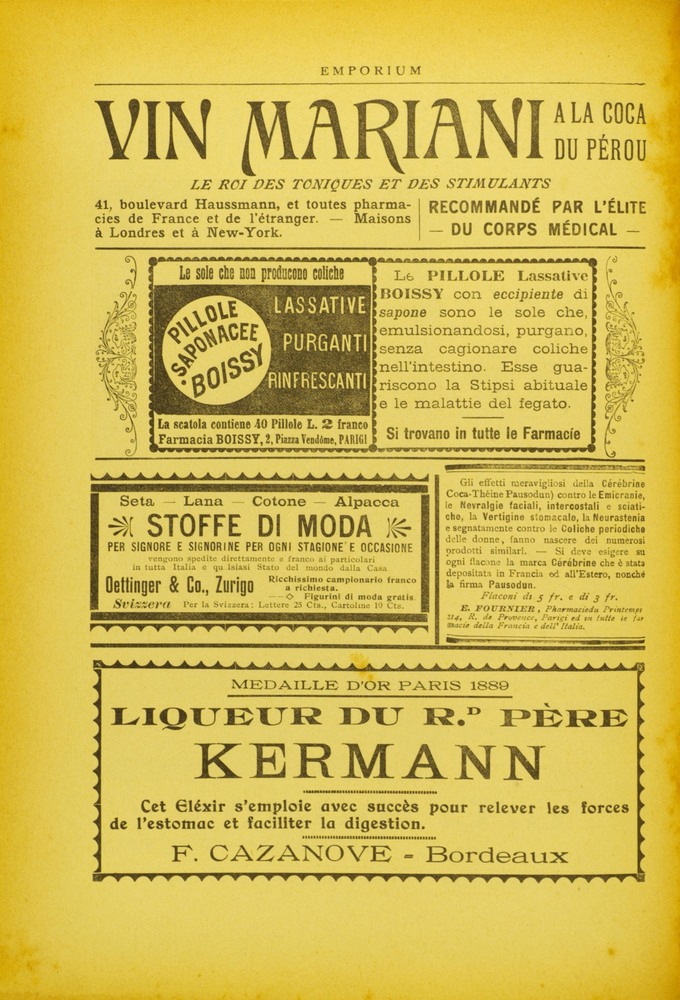 EMPORIUM
VIN MARIANI
A LA COCA
DU PÉROU
LE ROI DES TONIQUES ET DES STIMULANTS
41, boulevard Haussmann, et toutes pharma-
cies de France et de l'étranger. — Maisons
à Londres et à New-York.
RECOMMANDÉ PAR L'ÉLITE
— DU CORPS MÉDICAL —
Le sole che non producono coliche
PILLOLE
SAPONACEE
BOISSY
LASSATIVE
PURGANTI
RINFRESCANTI
La scatola contiene 40 Pillole L. 2 franco
Farmacia BOISSY, 2, Piazza Vendôme, PARIGI
Le PILLOLE Lassative
BOISSY con eccipiente di
sapone sono le sole che,
emulsionandosi, purgano,
senza cagionare coliche
nell'intestino. Esse gua-
riscono la Stipsi abituale
e le malattie del fegato.
Si trovano in tutte le Farmacie
Seta — Lana — Cotone — Alpacca
STOFFE DI MODA
PER SIGNORE E SIGNORINE PER OGNI STAGIONE E OCCASIONE
vengono spedite direttamente e franco ai particolari
in tutta Italia e qu lsiasi Stato del mondo dalla Casa
Oettinger & Co., Zurigo
Svizzera
Ricchissimo campionario franco
a richiesta.
Figurini di moda gratis
Per la Svizzera: Lettere 25 Cts., Cartoline 10 Cts.
Gli effetti meravigliosi della Cérébrine
Coca-Théine Pausodun) contro le Emicranie,
le Nevralgie faciali, intercostali e sciati-
che, la Vertigine stomacale, la Neurastenia
e segnatamente contro le Coliche periodiche
delle donne, fanno nascere dei numerosi
prodotti similari. — Si deve esigere su
ogni flacone la marca Cérébrine che è stata
depositata in Francia ed all'Estero, nonchè
la firma Pausodun.
Flaconi di 5 fr. e di 3 fr.
E. FOURNIER, Pharmacie du Printemps
114, R. de Provence, Parigi ed in tutte le far
macie della Francia e dell' Italia.
MEDAILLE D'OR PARIS 1889
LIQUEUR DU R.D PÈRE
KERMANN
Cet Eléxir s'emploie avec succès pour relever les forces
de l'estomac et faciliter la digestion.
F. CAZANOVE - Bordeaux